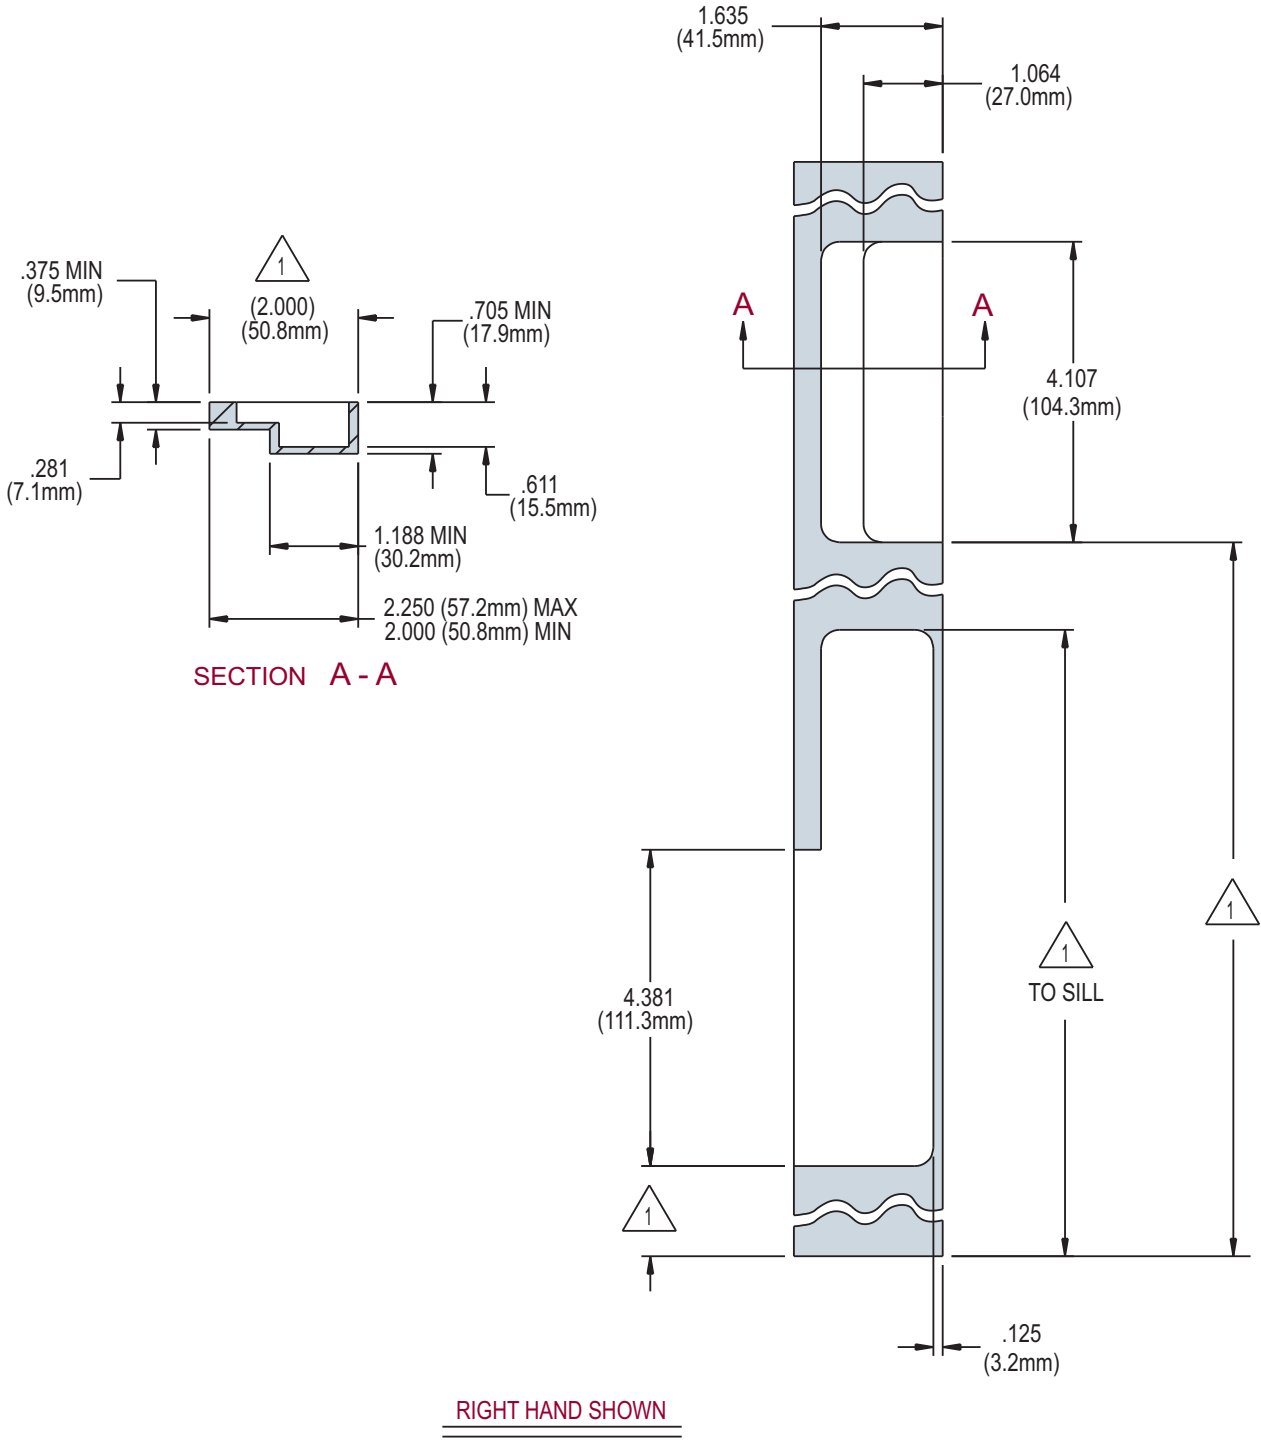 1.635
(41.5mm)
1.064
(27.0mm)
1
.375 MIN
(9.5mm)
(2.000)
(50.8mm)
.705 MIN
(17.9mm)
A
A
4.107
(104.3mm)
.281
(7.1mm)
.611
(15.5mm)
1.188 MIN
(30.2mm)
2.250 (57.2mm) MAX
2.000 (50.8mm) MIN
SECTION A - A
1
1
TO SILL
4.381
(111.3mm)
1
.125
(3.2mm)
RIGHT HAND SHOWN